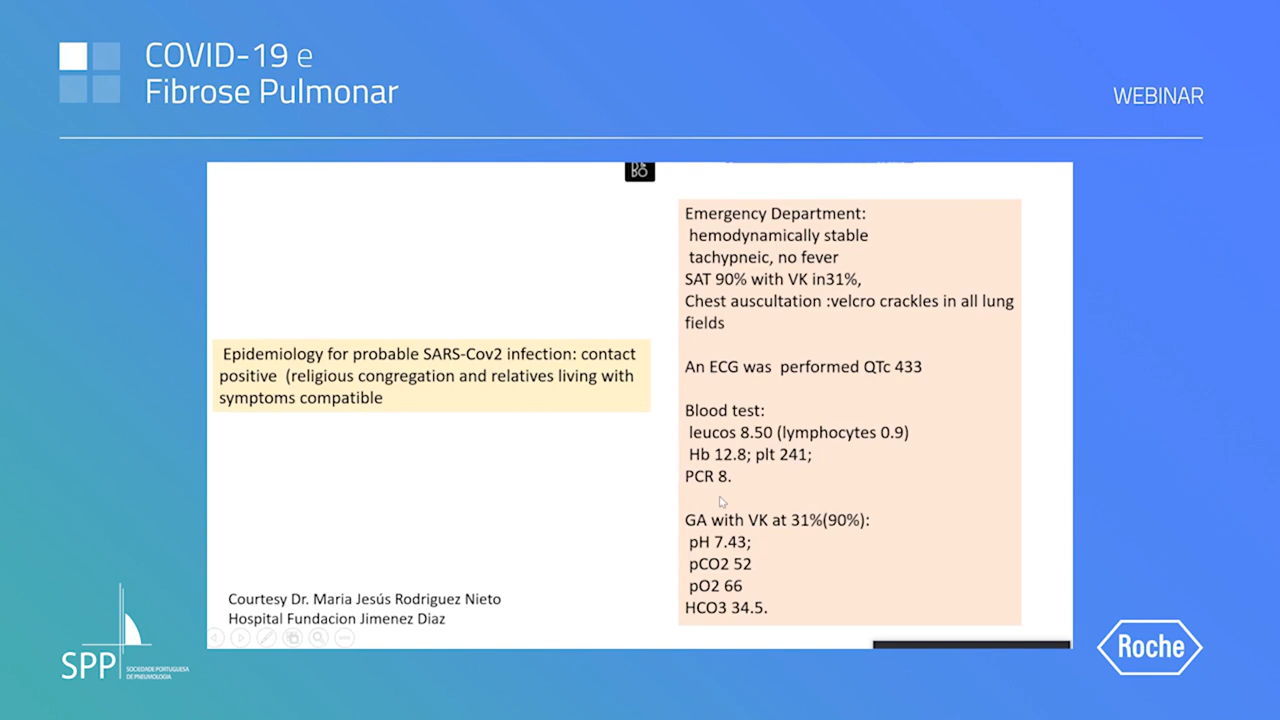 COVID-19 e
Fibrose Pulmonar
WEBINAR
Epidemiology for probable SARS-Cov2 infection: contact
positive (religious congregation and relatives living with
symptoms compatible
Courtesy Dr. Maria Jesús Rodriguez Nieto
Hospital Fundacion Jimenez Diaz
Emergency Department:
hemodynamically stable
tachypneic, no fever
SAT 90% with VK in31%,
Chest auscultation :velcro crackles in all lung
fields
An ECG was performed QTc 433
Blood test:
leucos 8.50 (lymphocytes 0.9)
Hb 12.8; plt 241;
PCR 8.
GA with VK at 31%(90%):
pH 7.43;
pCO2 52
pO2 66
HCO3 34.5.
SPP
SOCIEDADE PORTUGUESA
DE PNEUMOLOGIA
Roche